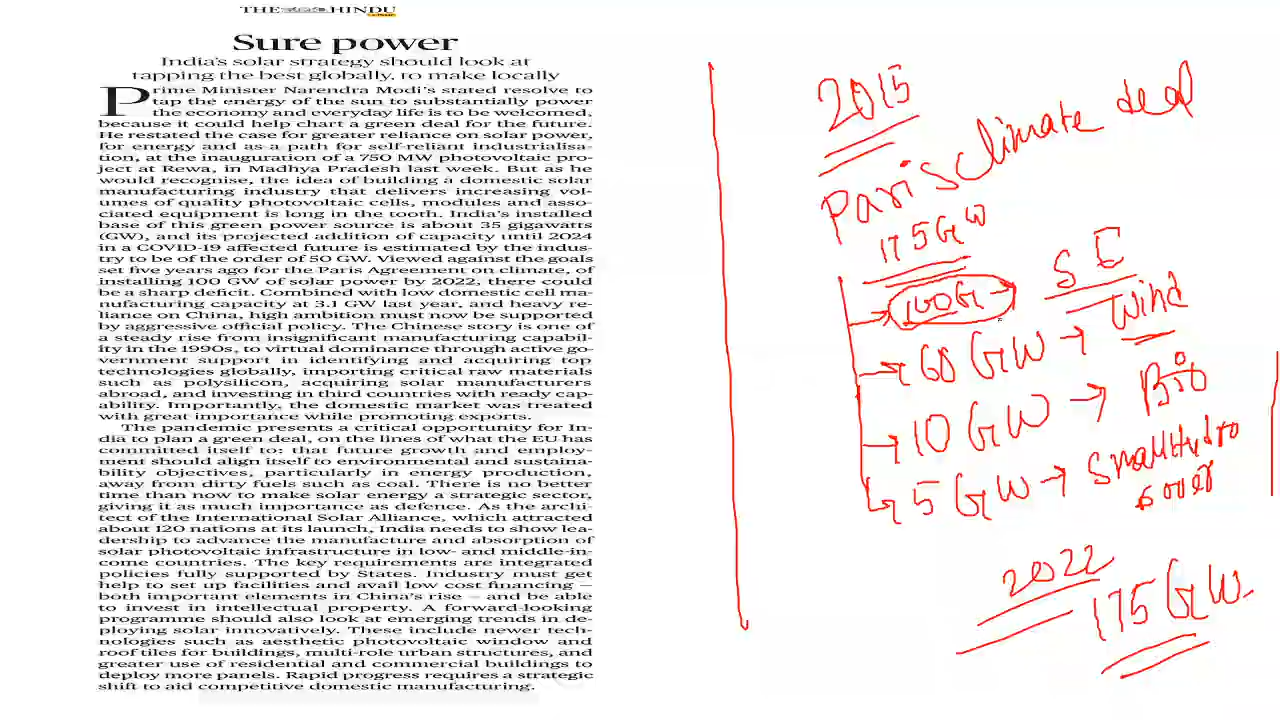 THE HINDU
Sure power
India's solar strategy should look at
tapping the best globally, to make locally
Prime Minister Narendra Modi's stated resolve to
tap the energy of the sun to substantially power
the economy and everyday life is to be welcomed,
because it could help chart a green deal for the future.
He restated the case for greater reliance on solar power,
for energy and as a path for self-reliant industrialisa-
tion, at the inauguration of a 750 MW photovoltaic pro-
ject at Rewa, in Madhya Pradesh last week. But as he
would recognise, the idea of building a domestic solar
manufacturing industry that delivers increasing vol-
umes of quality photovoltaic cells, modules and asso-
ciated equipment is long in the tooth. India's installed
base of this green power source is about 35 gigawatts
(GW), and its projected addition of capacity until 2024
in a COVID-19 affected future is estimated by the indus-
try to be of the order of 50 GW. Viewed against the goals
set five years ago for the Paris Agreement on climate, of
installing 100 GW of solar power by 2022, there could
be a sharp deficit. Combined with low domestic cell ma-
nufacturing capacity at 3.1 GW last year, and heavy re-
liance on China, high ambition must now be supported
by aggressive official policy. The Chinese story is one of
a steady rise from insignificant manufacturing capabil-
ity in the 1990s, to virtual dominance through active go-
vernment support in identifying and acquiring top
technologies globally, importing critical raw materials
such as polysilicon, acquiring solar manufacturers
abroad, and investing in third countries with ready cap-
ability. Importantly, the domestic market was treated
with great importance while promoting exports.
The pandemic presents a critical opportunity for In-
dia to plan a green deal, on the lines of what the EU has
committed itself to: that future growth and employ-
ment should align itself to environmental and sustaina-
bility objectives, particularly in energy production,
away from dirty fuels such as coal. There is no better
time than now to make solar energy a strategic sector,
giving it as much importance as defence. As the archi-
tect of the International Solar Alliance, which attracted
about 120 nations at its launch, India needs to show lea-
dership to advance the manufacture and absorption of
solar photovoltaic infrastructure in low- and middle-in-
come countries. The key requirements are integrated
policies fully supported by States. Industry must get
help to set up facilities and avail low cost financing —
both important elements in China's rise — and be able
to invest in intellectual property. A forward-looking
programme should also look at emerging trends in de-
ploying solar innovatively. These include newer tech-
nologies such as aesthetic photovoltaic window and
roof tiles for buildings, multi-role urban structures, and
greater use of residential and commercial buildings to
deploy more panels. Rapid progress requires a strategic
shift to aid competitive domestic manufacturing.
2015
Paris Climate deal
175 GW
100G → S E
→ 60 GW → Wind
→ 10 GW → Bio
↳ 5 GW → Small Hydro
2022
175 GW